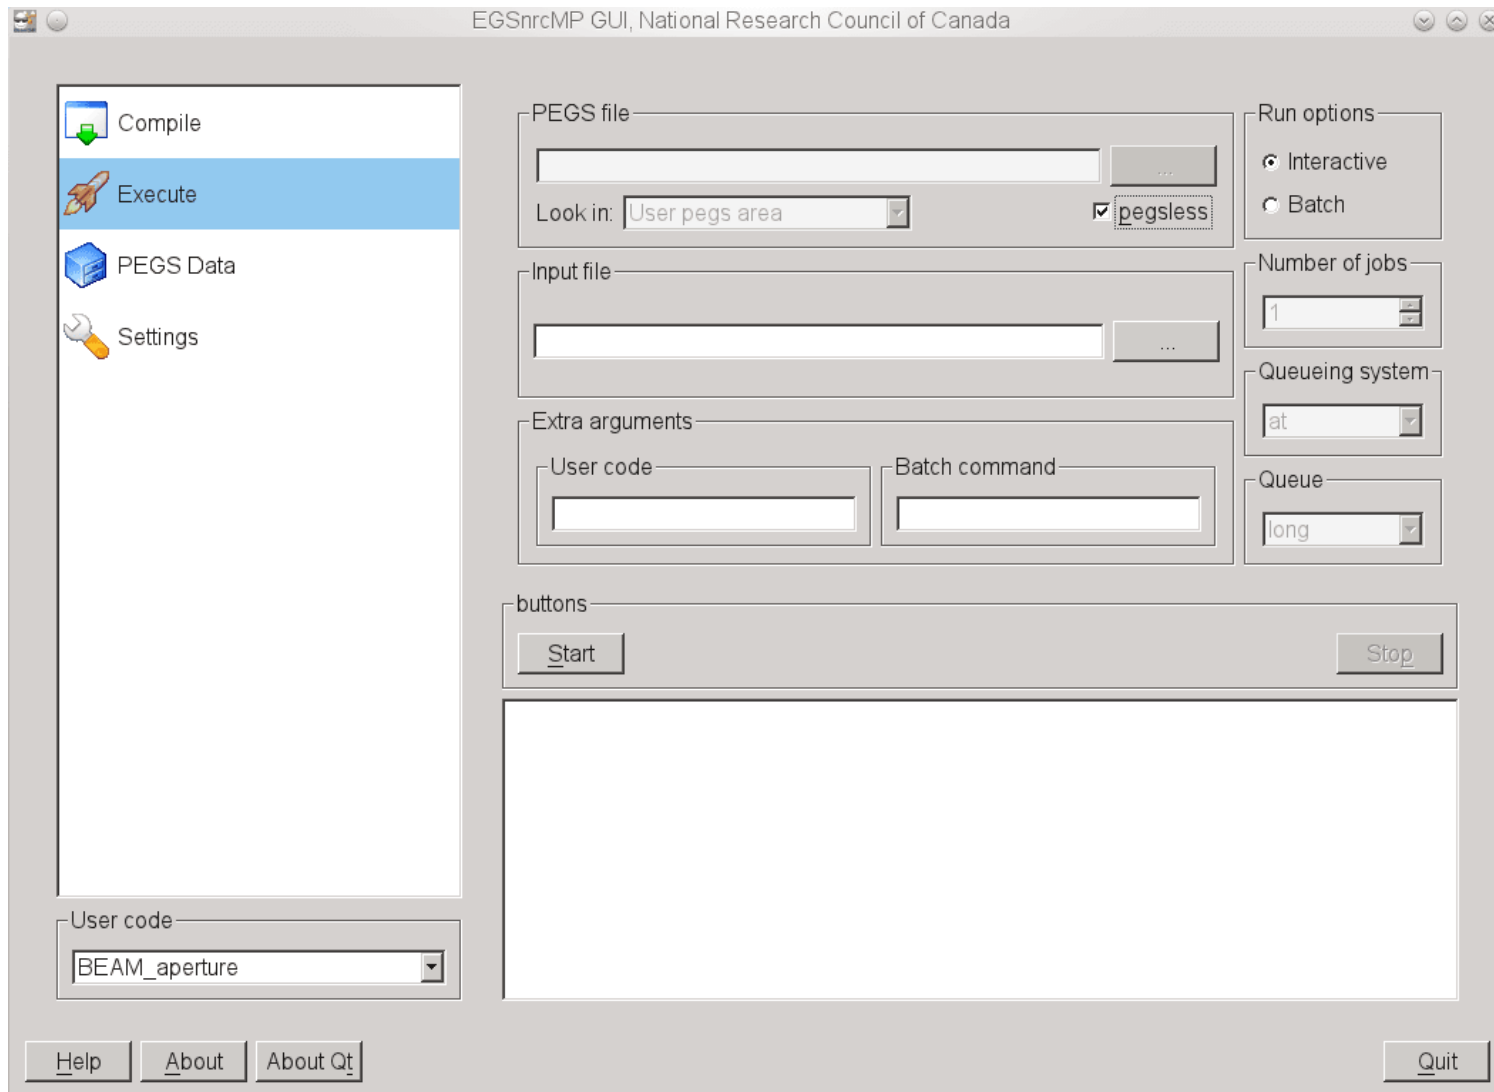 EGSnrcMP GUI, National Research Council of Canada
Compile
Execute
PEGS Data
Settings
User code
BEAM_aperture
PEGS file
...
Look in: User pegs area
pegsless
Input file
...
Extra arguments
User code
Batch command
Run options
Interactive
Batch
Number of jobs
1
Queueing system
at
Queue
long
buttons
Start
Stop
Help
About
About Qt
Quit